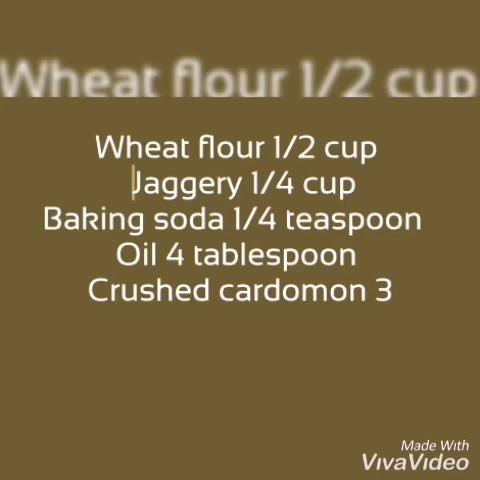 Wheat flour 1/2 cup
Wheat flour 1/2 cup
Jaggery 1/4 cup
Baking soda 1/4 teaspoon
Oil 4 tablespoon
Crushed cardomon 3
Made With
VivaVideo